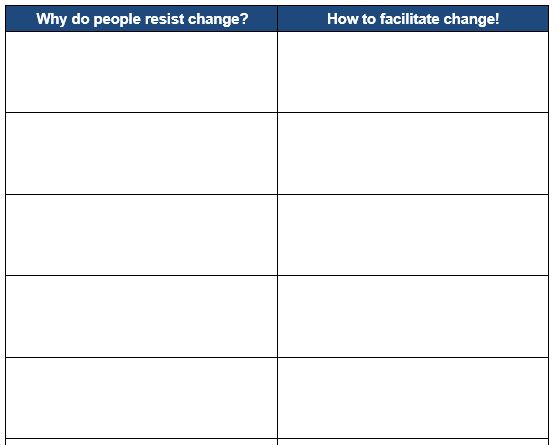 Why do people resist change?
How to facilitate change!